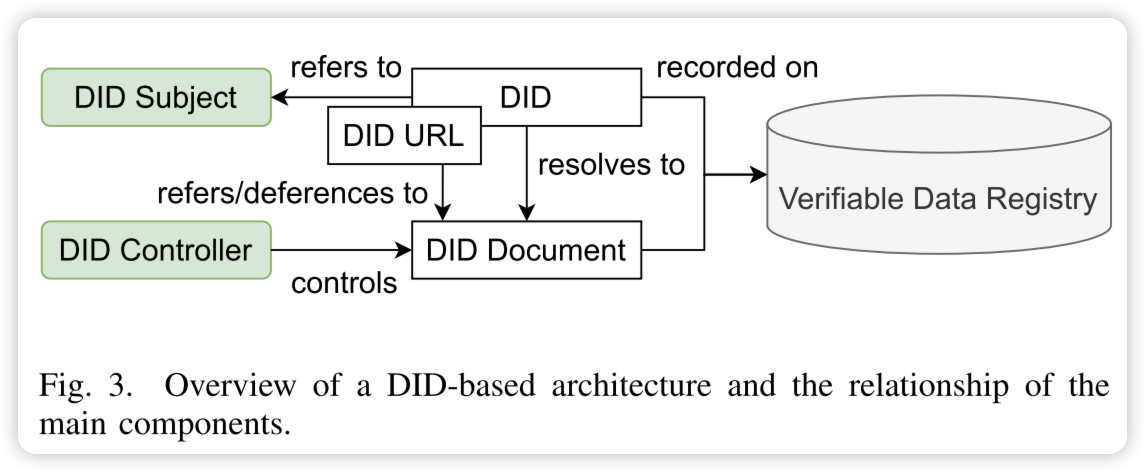 refers to
recorded on
DID Subject
DID
DID URL
resolves to
refers/deferences to
Verifiable Data Registry
DID Controller
DID Document
controls
Fig. 3. Overview of a DID-based architecture and the relationship of the
main components.